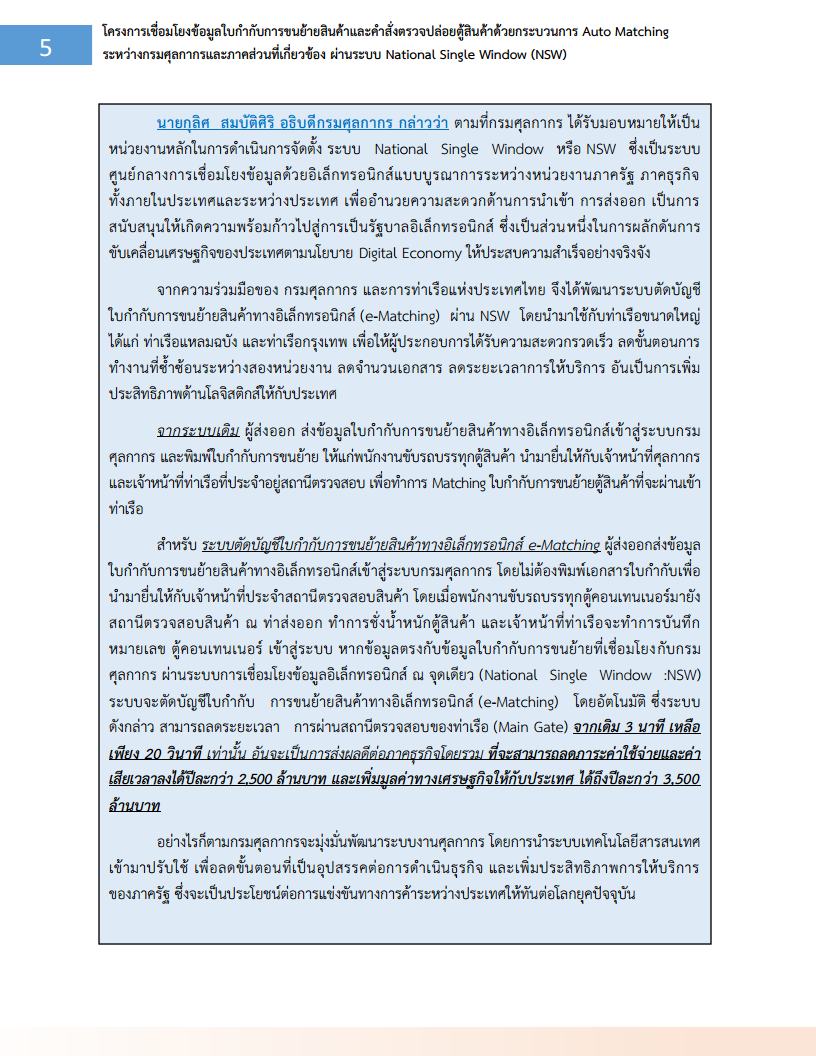 5
โครงการเชื่อมโยงข้อมูลใบกำกับการขนย้ายสินค้าและคำสั่งตรวจปล่อยตู้สินค้าด้วยกระบวนการ Auto Matching
ระหว่างกรมศุลกากรและภาคส่วนที่เกี่ยวข้อง ผ่านระบบ National Single Window (NSW)
นายกุลิศ สมบัติศิริ อธิบดีกรมศุลกากร กล่าวว่า ตามที่กรมศุลกากร ได้รับมอบหมายให้เป็น
หน่วยงานหลักในการดำเนินการจัดตั้ง ระบบ National Single Window หรือ NSW ซึ่งเป็นระบบ
ศูนย์กลางการเชื่อมโยงข้อมูลด้วยอิเล็กทรอนิกส์แบบบูรณาการระหว่างหน่วยงานภาครัฐ ภาคธุรกิจ
ทั้งภายในประเทศและระหว่างประเทศ เพื่ออำนวยความสะดวกด้านการนำเข้า การส่งออก เป็นการ
สนับสนุนให้เกิดความพร้อมก้าวไปสู่การเป็นรัฐบาลอิเล็กทรอนิกส์ ซึ่งเป็นส่วนหนึ่งในการผลักดันการ
ขับเคลื่อนเศรษฐกิจของประเทศตามนโยบาย Digital Economy ให้ประสบความสำเร็จอย่างจริงจัง
จากความร่วมมือของ กรมศุลกากร และการท่าเรือแห่งประเทศไทย จึงได้พัฒนาระบบตัดบัญชี
ใบกำกับการขนย้ายสินค้าทางอิเล็กทรอนิกส์ (e-Matching) ผ่าน NSW โดยนำมาใช้กับท่าเรือขนาดใหญ่
ได้แก่ ท่าเรือแหลมฉบัง และท่าเรือกรุงเทพ เพื่อให้ผู้ประกอบการได้รับความสะดวกรวดเร็ว ลดขั้นตอนการ
ทำงานที่ซ้ำซ้อนระหว่างสองหน่วยงาน ลดจำนวนเอกสาร ลดระยะเวลาการให้บริการ อันเป็นการเพิ่ม
ประสิทธิภาพด้านโลจิสติกส์ให้กับประเทศ
จากระบบเดิม ผู้ส่งออก ส่งข้อมูลใบกำกับการขนย้ายสินค้าทางอิเล็กทรอนิกส์เข้าสู่ระบบกรม
ศุลกากร และพิมพ์ใบกำกับการขนย้าย ให้แก่พนักงานขับรถบรรทุกตู้สินค้า นำมายื่นให้กับเจ้าหน้าที่ศุลกากร
และเจ้าหน้าที่ท่าเรือที่ประจำอยู่สถานีตรวจสอบ เพื่อทำการ Matching ใบกำกับการขนย้ายตู้สินค้าที่จะผ่านเข้า
ท่าเรือ
สำหรับ ระบบตัดบัญชีใบกำกับการขนย้ายสินค้าทางอิเล็กทรอนิกส์ e-Matching ผู้ส่งออกส่งข้อมูล
ใบกำกับการขนย้ายสินค้าทางอิเล็กทรอนิกส์เข้าสู่ระบบกรมศุลกากร โดยไม่ต้องพิมพ์เอกสารใบกำกับเพื่อ
นำมายื่นให้กับเจ้าหน้าที่ประจำสถานีตรวจสอบสินค้า โดยเมื่อพนักงานขับรถบรรทุกตู้คอนเทนเนอร์มายัง
สถานีตรวจสอบสินค้า ณ ท่าส่งออก ทำการชั่งน้ำหนักตู้สินค้า และเจ้าหน้าที่ท่าเรือจะทำการบันทึก
หมายเลข ตู้คอนเทนเนอร์ เข้าสู่ระบบ หากข้อมูลตรงกับข้อมูลใบกำกับการขนย้ายที่เชื่อมโยงกับกรม
ศุลกากร ผ่านระบบการเชื่อมโยงข้อมูลอิเล็กทรอนิกส์ ณ จุดเดียว (National Single Window :NSW)
ระบบจะตัดบัญชีใบกำกับ การขนย้ายสินค้าทางอิเล็กทรอนิกส์ (e-Matching) โดยอัตโนมัติ ซึ่งระบบ
ดังกล่าว สามารถลดระยะเวลา การผ่านสถานีตรวจสอบของท่าเรือ (Main Gate) จากเดิม 3 นาที เหลือ
เพียง 20 วินาที เท่านั้น อันจะเป็นการส่งผลดีต่อภาคธุรกิจโดยรวม ที่จะสามารถลดภาระค่าใช้จ่ายและค่า
เสียเวลาลงได้ปีละกว่า 2,500 ล้านบาท และเพิ่มมูลค่าทางเศรษฐกิจให้กับประเทศ ได้ถึงปีละกว่า 3,500
ล้านบาท
อย่างไรก็ตามกรมศุลกากรจะมุ่งมั่นพัฒนาระบบงานศุลกากร โดยการนำระบบเทคโนโลยีสารสนเทศ
เข้ามาปรับใช้ เพื่อลดขั้นตอนที่เป็นอุปสรรคต่อการดำเนินธุรกิจ และเพิ่มประสิทธิภาพการให้บริการ
ของภาครัฐ ซึ่งจะเป็นประโยชน์ต่อการแข่งขันทางการค้าระหว่างประเทศให้ทันต่อโลกยุคปัจจุบัน